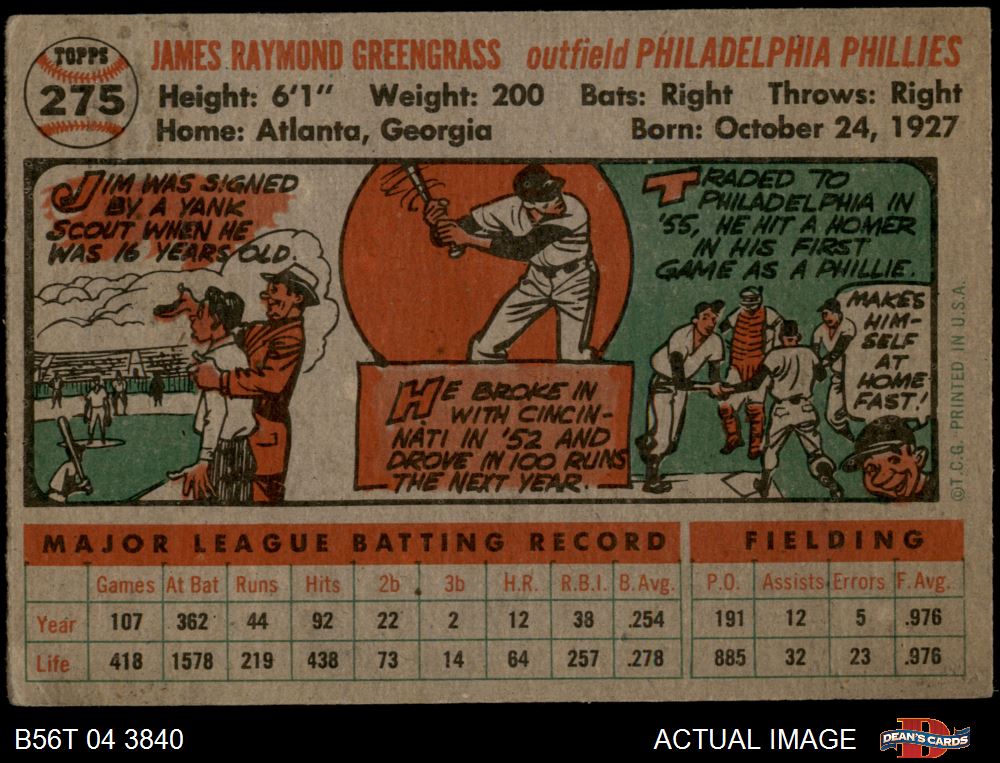 TOPPS
275
JAMES RAYMOND GREENGRASS outfield PHILADELPHIA PHILLIES
Height: 6'1" Weight: 200 Bats: Right Throws: Right
Home: Atlanta, Georgia Born: October 24, 1927
JIM WAS SIGNED
BY A YANK
SCOUT WHEN HE
WAS 16 YEARS OLD.
HE BROKE IN
WITH CINCIN-
NATI IN '52 AND
DROVE IN 100 RUNS
THE NEXT YEAR.
TRADED TO
PHILADELPHIA IN
'55, HE HIT A HOMER
IN HIS FIRST
GAME AS A PHILLIE.
MAKES
HIM-
SELF
AT
HOME
FAST!
©T.C.G. PRINTED IN U.S.A.
MAJOR LEAGUE BATTING RECORD FIELDING
Games At Bat Runs Hits 2b 3b H.R. R.B.I. B.Avg. P.O. Assists Errors F.Avg.
Year 107 362 44 92 22 2 12 38 .254 191 12 5 .976
Life 418 1578 219 438 73 14 64 257 .278 885 32 23 .976
B56T 04 3840 ACTUAL IMAGE D DEAN'S CARDS